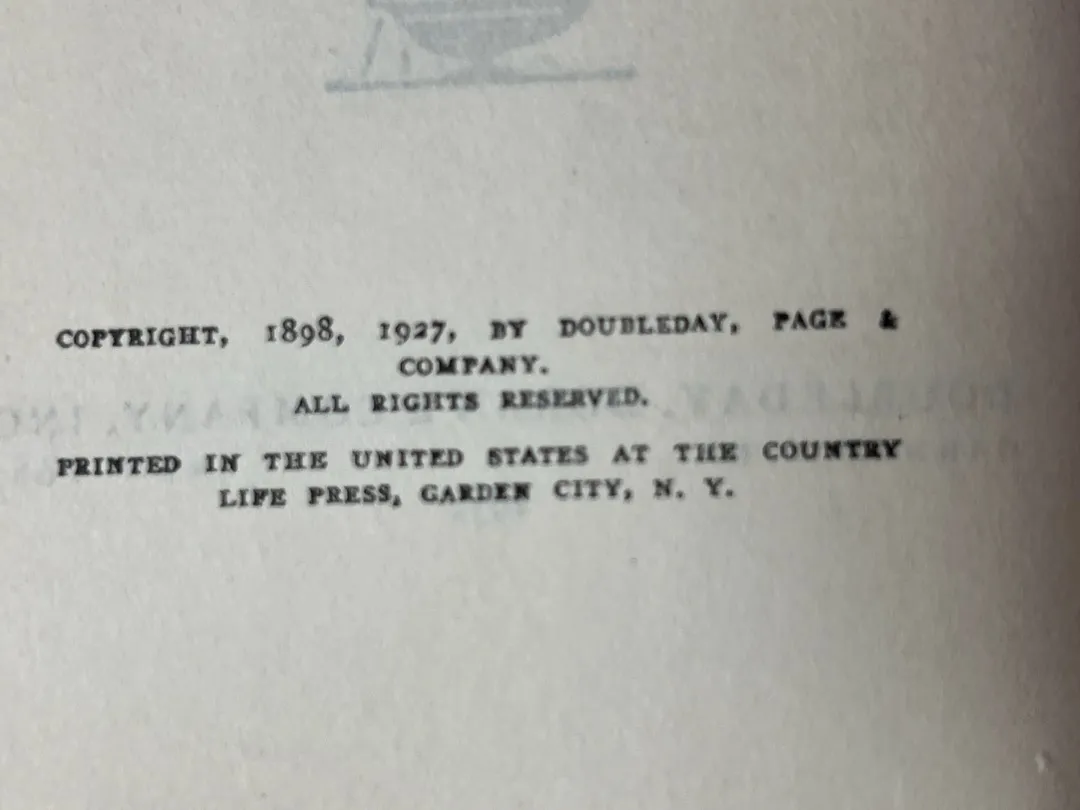 COPYRIGHT, 1898, 1927, BY DOUBLEDAY, PAGE &
COMPANY.
ALL RIGHTS RESERVED.
PRINTED IN THE UNITED STATES AT THE COUNTRY
LIFE PRESS, GARDEN CITY, N. Y.